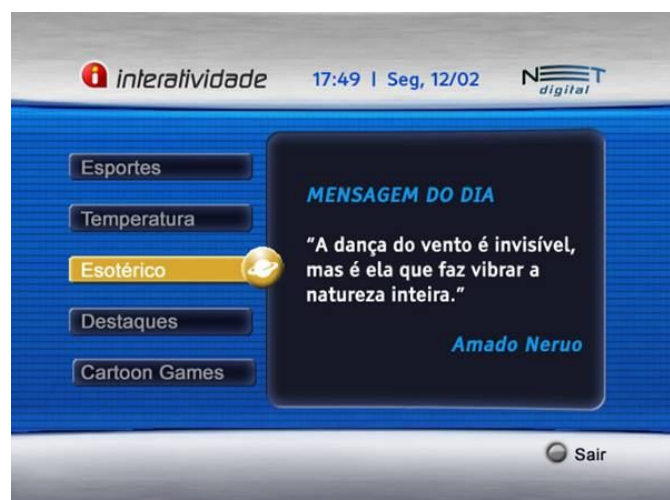 i interatividade 17:49 | Seg, 12/02 NET digital
Esportes
Temperatura
Esotérico
Destaques
Cartoon Games
MENSAGEM DO DIA
“A dança do vento é invisível,
mas é ela que faz vibrar a
natureza inteira.”
Amado Neruo
Sair